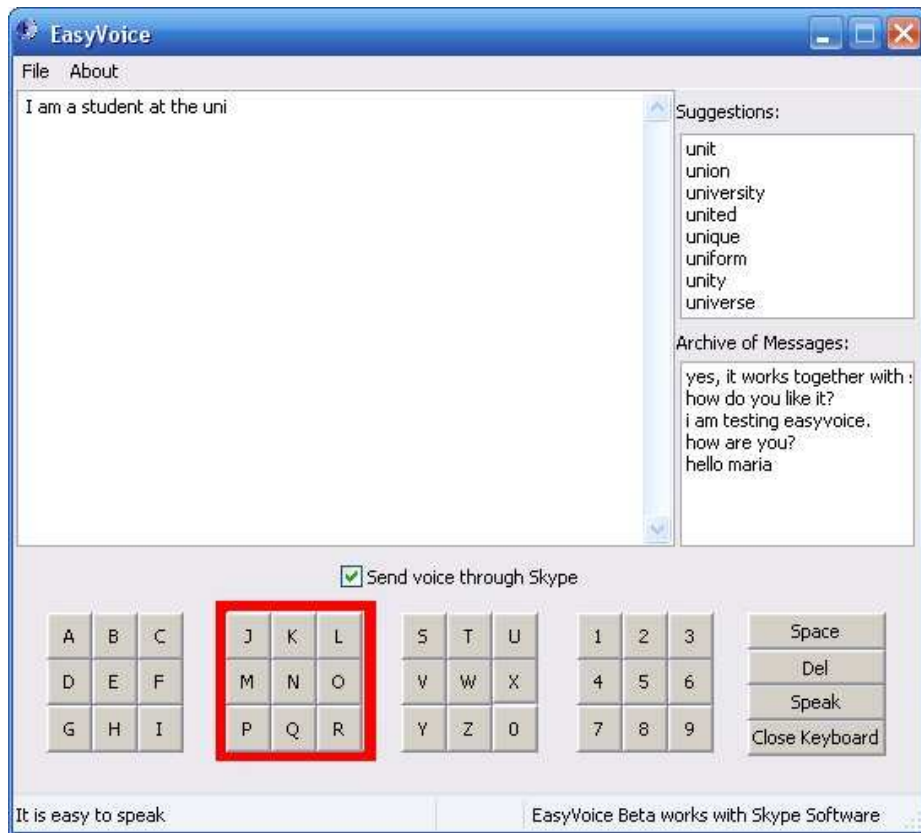 EasyVoice
File About
I am a student at the uni
Suggestions:
unit
union
university
united
unique
uniform
unity
universe
Archive of Messages:
yes, it works together with
how do you like it?
i am testing easyvoice.
how are you?
hello maria
Send voice through Skype
A B C J K L S T U 1 2 3 Space
D E F M N O V W X 4 5 6 Del
Speak
G H I P Q R Y Z 0 7 8 9 Close Keyboard
It is easy to speak EasyVoice Beta works with Skype Software